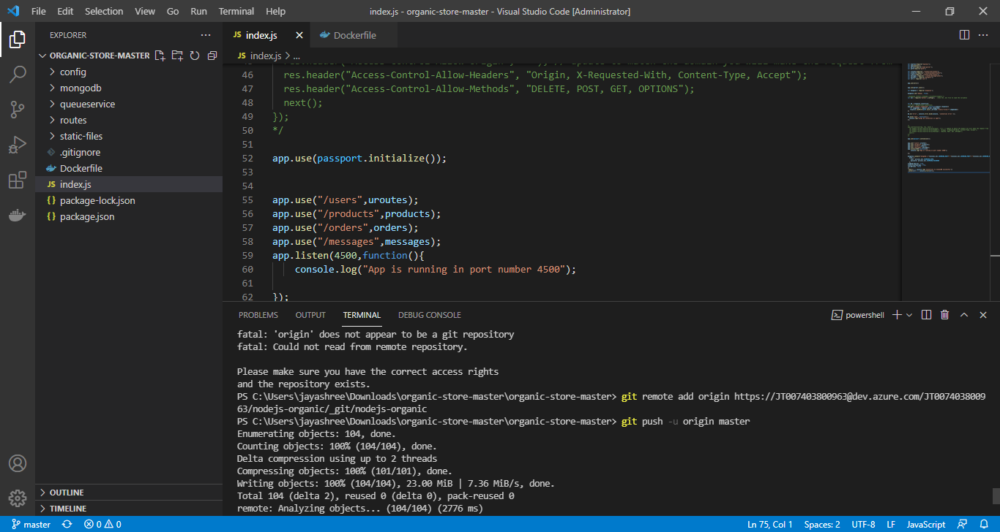 File Edit Selection View Go Run Terminal Help index.js - organic-store-master - Visual Studio Code [Administrator]
EXPLORER
ORGANIC-STORE-MASTER
config
mongodb
queueservice
routes
static-files
.gitignore
Dockerfile
JS index.js
{} package-lock.json
{} package.json
OUTLINE
TIMELINE
JS index.js Dockerfile
JS index.js > ...
46 res.header("Access-Control-Allow-Headers", "Origin, X-Requested-With, Content-Type, Accept");
47 res.header("Access-Control-Allow-Methods", "DELETE, POST, GET, OPTIONS");
48 next();
49 });
50 */
51
52 app.use(passport.initialize());
53
54
55 app.use("/users",uroutes);
56 app.use("/products",products);
57 app.use("/orders",orders);
58 app.use("/messages",messages);
59 app.listen(4500,function(){
60 console.log("App is running in port number 4500");
61
62 });
PROBLEMS OUTPUT TERMINAL DEBUG CONSOLE powershell
fatal: 'origin' does not appear to be a git repository
fatal: Could not read from remote repository.
Please make sure you have the correct access rights
and the repository exists.
PS C:\Users\jayashree\Downloads\organic-store-master\organic-store-master> git remote add origin https://JT007403800963@dev.azure.com/JT0074038009
63/nodejs-organic/_git/nodejs-organic
PS C:\Users\jayashree\Downloads\organic-store-master\organic-store-master> git push -u origin master
Enumerating objects: 104, done.
Counting objects: 100% (104/104), done.
Delta compression using up to 2 threads
Compressing objects: 100% (101/101), done.
Writing objects: 100% (104/104), 23.00 MiB | 7.36 MiB/s, done.
Total 104 (delta 2), reused 0 (delta 0), pack-reused 0
remote: Analyzing objects... (104/104) (2776 ms)
master 0 0 Ln 75, Col 1 Spaces: 2 UTF-8 LF JavaScript